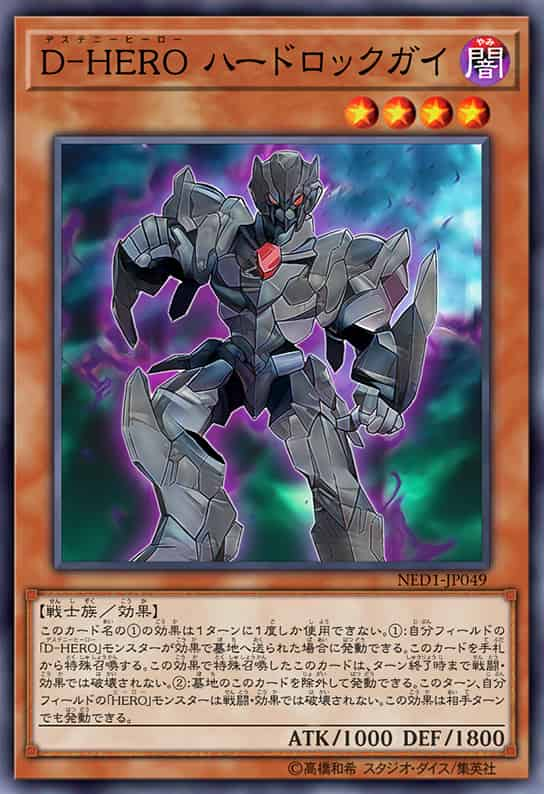 デステニーヒーロー
D-HERO ハードロックガイ
やみ
闇
NED1-JP049
せんしぞく こうか
【戦士族/効果】
このカード名の①の効果は1ターンに1度しか使用できない。①:自分フィールドの
「D-HERO」モンスターが効果で墓地へ送られた場合に発動できる。このカードを手札
から特殊召喚する。この効果で特殊召喚したこのカードは、ターン終了時まで戦闘・
効果では破壊されない。②:墓地のこのカードを除外して発動できる。このターン、自分
フィールドの「HERO」モンスターは戦闘・効果では破壊されない。この効果は相手ターン
でも発動できる。
ATK/1000 DEF/1800
©高橋和希 スタジオ・ダイス/集英社